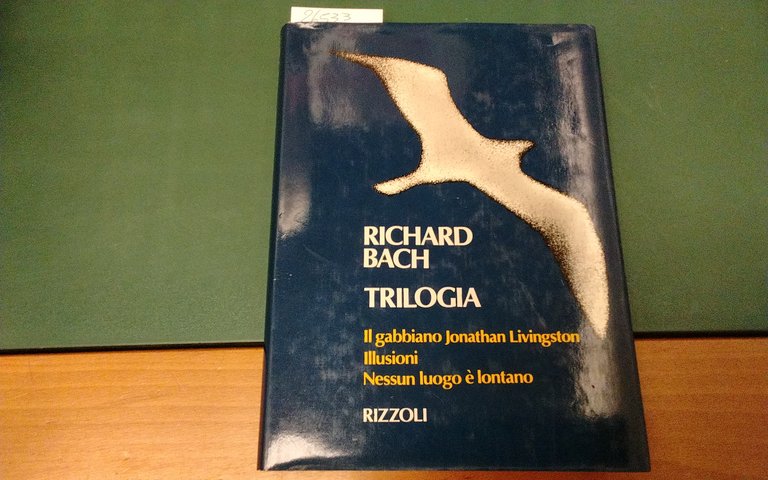 RICHARD
BACH
TRILOGIA
Il gabbiano Jonathan Livingston
Illusioni
Nessun luogo è lontano
RIZZOLI